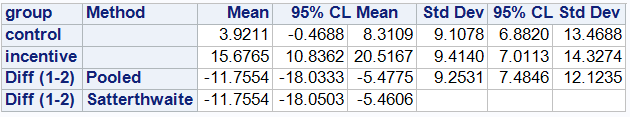 group Method Mean 95% CL Mean Std Dev 95% CL Std Dev
control 3.9211 -0.4688 8.3109 9.1078 6.8820 13.4688
incentive 15.6765 10.8362 20.5167 9.4140 7.0113 14.3274
Diff (1-2) Pooled -11.7554 -18.0333 -5.4775 9.2531 7.4846 12.1235
Diff (1-2) Satterthwaite -11.7554 -18.0503 -5.4606